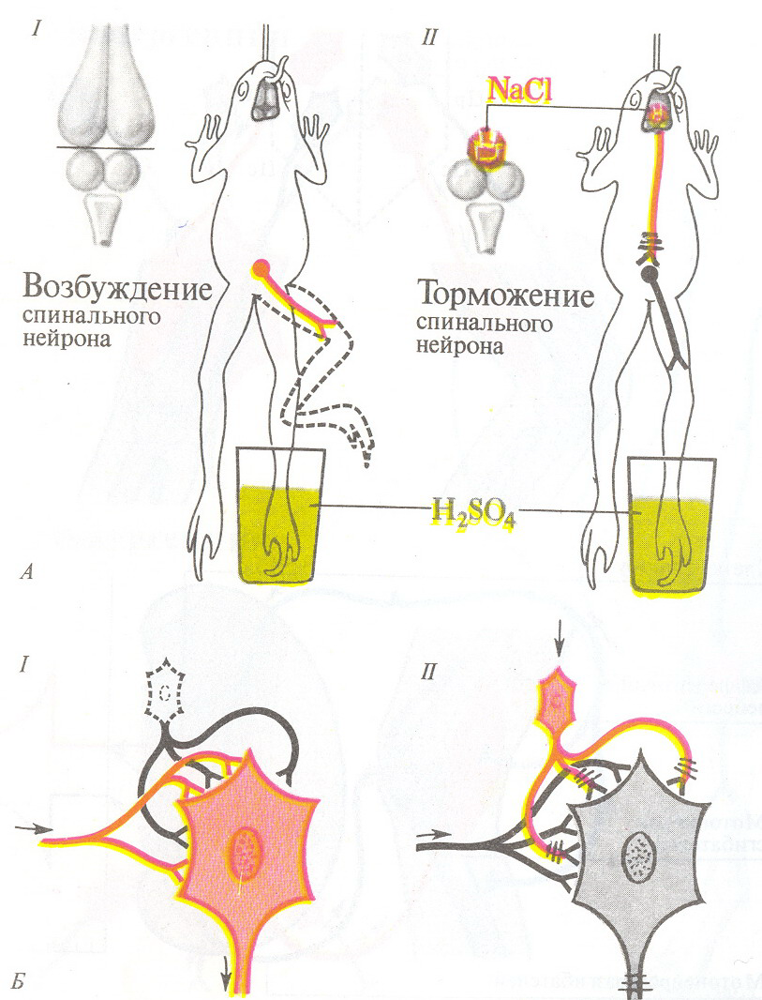 I
II
NaCl
Возбуждение
спинального
нейрона
Торможение
спинального
нейрона
H₂SO₄
А
I
II
Б